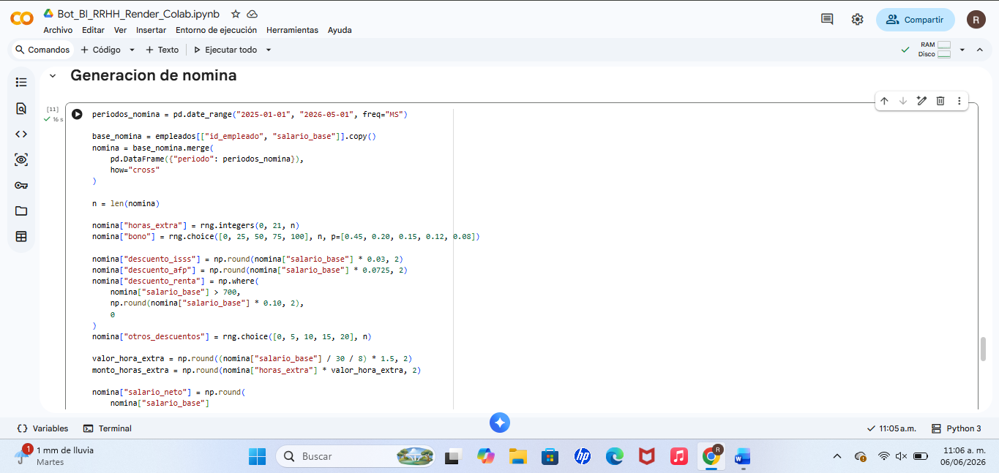 Bot_BI_RRHH_Render_Colab.ipynb
Archivo Editar Ver Insertar Entorno de ejecución Herramientas Ayuda
Compartir
R
Comandos + Código + Texto Ejecutar todo
RAM
Disco
Generacion de nomina
[11]
16 s
periodos_nomina = pd.date_range("2025-01-01", "2026-05-01", freq="MS")
base_nomina = empleados[["id_empleado", "salario_base"]].copy()
nomina = base_nomina.merge(
    pd.DataFrame({"periodo": periodos_nomina}),
    how="cross"
)
n = len(nomina)
nomina["horas_extra"] = rng.integers(0, 21, n)
nomina["bono"] = rng.choice([0, 25, 50, 75, 100], n, p=[0.45, 0.20, 0.15, 0.12, 0.08])
nomina["descuento_isss"] = np.round(nomina["salario_base"] * 0.03, 2)
nomina["descuento_afp"] = np.round(nomina["salario_base"] * 0.0725, 2)
nomina["descuento_renta"] = np.where(
    nomina["salario_base"] > 700,
    np.round(nomina["salario_base"] * 0.10, 2),
    0
)
nomina["otros_descuentos"] = rng.choice([0, 5, 10, 15, 20], n)
valor_hora_extra = np.round((nomina["salario_base"] / 30 / 8) * 1.5, 2)
monto_horas_extra = np.round(nomina["horas_extra"] * valor_hora_extra, 2)
nomina["salario_neto"] = np.round(
    nomina["salario_base"]
Variables Terminal
11:05 a.m. Python 3
1
1 mm de lluvia
Martes
Buscar
hp
R
W
11:06 a. m.
06/06/2026